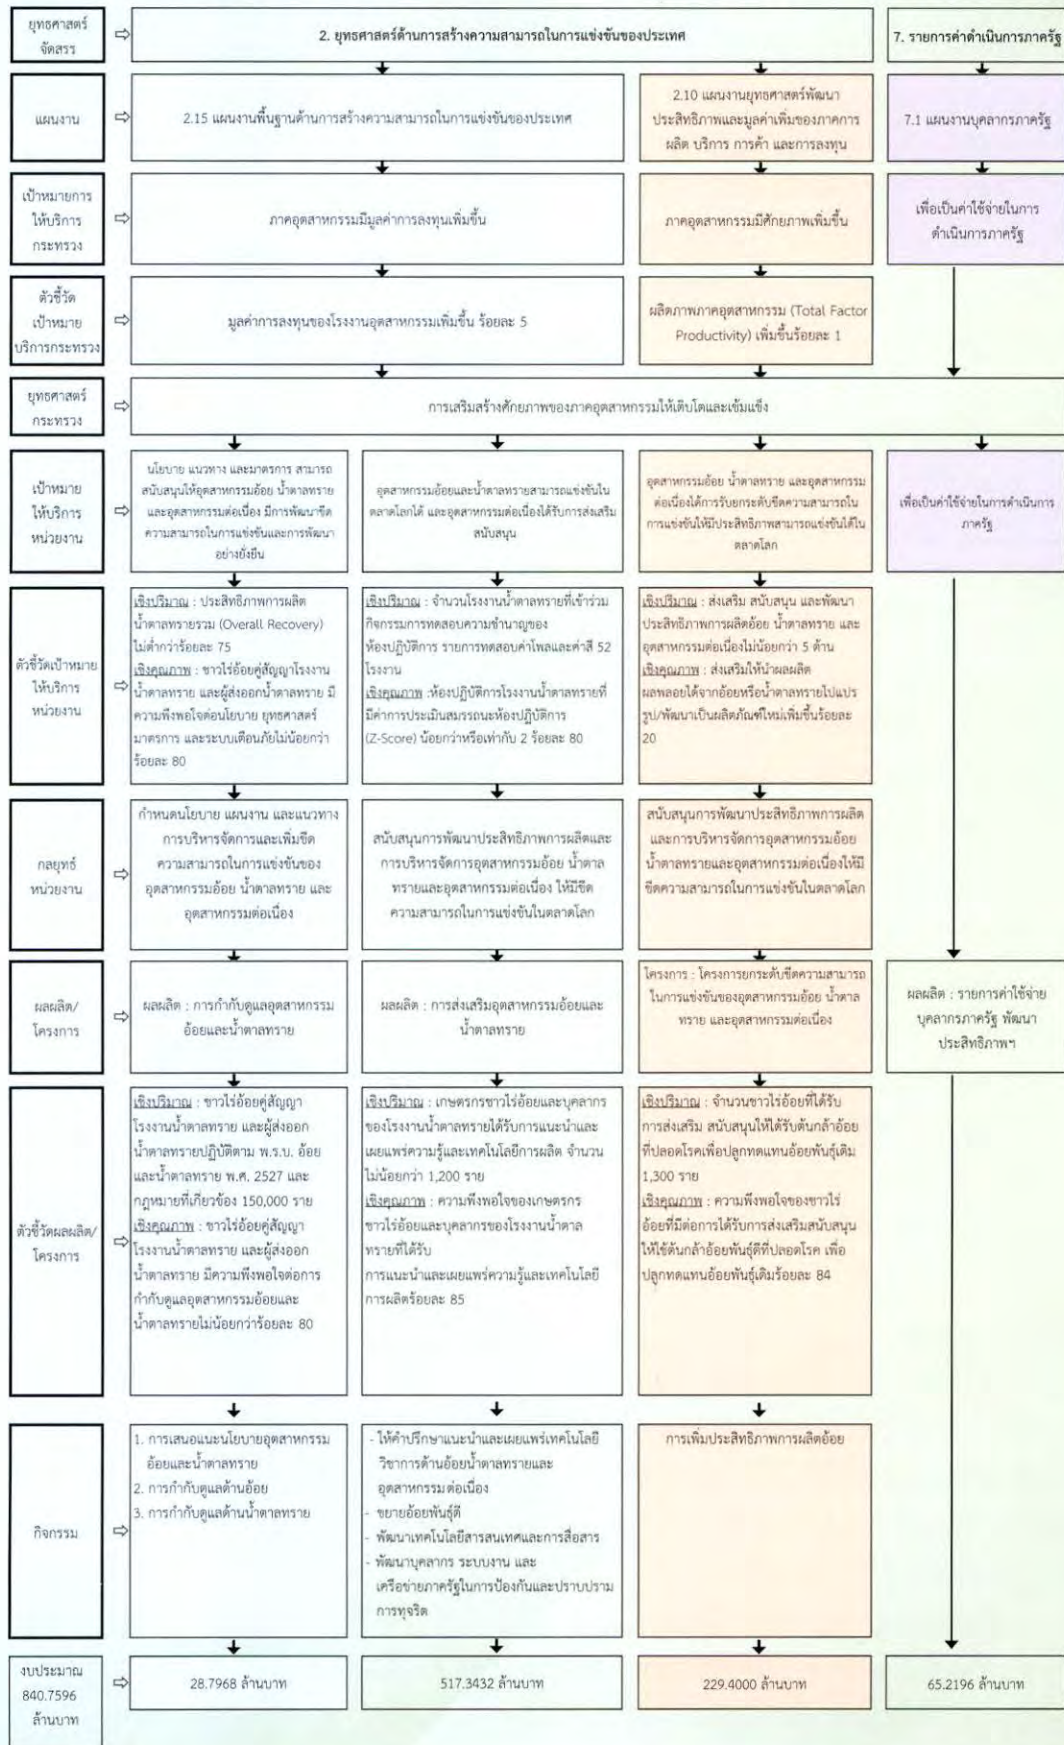 ยุทธศาสตร์
จัดสรร
2. ยุทธศาสตร์ด้านการสร้างความสามารถในการแข่งขันของประเทศ
7. รายการค่าดำเนินการภาครัฐ
แผนงาน
2.15 แผนงานพื้นฐานด้านการสร้างความสามารถในการแข่งขันของประเทศ
2.10 แผนงานยุทธศาสตร์พัฒนา
ประสิทธิภาพและมูลค่าเพิ่มของภาคการ
ผลิต บริการ การค้า และการลงทุน
7.1 แผนงานบุคลากรภาครัฐ
เป้าหมายการ
ให้บริการ
กระทรวง
ภาคอุตสาหกรรมมีมูลค่าการลงทุนเพิ่มขึ้น
ภาคอุตสาหกรรมมีศักยภาพเพิ่มขึ้น
เพื่อเป็นค่าใช้จ่ายในการ
ดำเนินการภาครัฐ
ตัวชี้วัด
เป้าหมาย
บริการกระทรวง
มูลค่าการลงทุนของโรงงานอุตสาหกรรมเพิ่มขึ้น ร้อยละ 5
ผลิตภาพภาคอุตสาหกรรม (Total Factor
Productivity) เพิ่มขึ้นร้อยละ 1
ยุทธศาสตร์
กระทรวง
การเสริมสร้างศักยภาพของภาคอุตสาหกรรมให้เติบโตและเข้มแข็ง
เป้าหมาย
ให้บริการ
หน่วยงาน
นโยบาย แนวทาง และมาตรการ สามารถ
สนับสนุนให้อุตสาหกรรมอ้อย น้ำตาลทราย
และอุตสาหกรรมต่อเนื่อง มีการพัฒนาขีด
ความสามารถในการแข่งขันและการพัฒนา
อย่างยั่งยืน
อุตสาหกรรมอ้อยและน้ำตาลทรายสามารถแข่งขันใน
ตลาดโลกได้ และอุตสาหกรรมต่อเนื่องได้รับการส่งเสริม
สนับสนุน
อุตสาหกรรมอ้อย น้ำตาลทราย และอุตสาหกรรม
ต่อเนื่องได้การรับยกระดับขีดความสามารถใน
การแข่งขันให้มีประสิทธิภาพสามารถแข่งขันได้ใน
ตลาดโลก
เพื่อเป็นค่าใช้จ่ายในการดำเนินการ
ภาครัฐ
ตัวชี้วัดเป้าหมาย
ให้บริการ
หน่วยงาน
เชิงปริมาณ : ประสิทธิภาพการผลิต
น้ำตาลทรายรวม (Overall Recovery)
ไม่ต่ำกว่าร้อยละ 75
เชิงคุณภาพ : ชาวไร่อ้อยคู่สัญญาโรงงาน
น้ำตาลทราย และผู้ส่งออกน้ำตาลทราย มี
ความพึงพอใจต่อนโยบาย ยุทธศาสตร์
มาตรการ และระบบเตือนภัยไม่น้อยกว่า
ร้อยละ 80
เชิงปริมาณ : จำนวนโรงงานน้ำตาลทรายที่เข้าร่วม
กิจกรรมการทดสอบความชำนาญของ
ห้องปฏิบัติการ รายการทดสอบค่าโพลและค่าสี 52
โรงงาน
เชิงคุณภาพ :ห้องปฏิบัติการโรงงานน้ำตาลทรายที่
มีค่าการประเมินสมรรถนะห้องปฏิบัติการ
(Z-Score) น้อยกว่าหรือเท่ากับ 2 ร้อยละ 80
เชิงปริมาณ : ส่งเสริม สนับสนุน และพัฒนา
ประสิทธิภาพการผลิตอ้อย น้ำตาลทราย และ
อุตสาหกรรมต่อเนื่องไม่น้อยกว่า 5 ด้าน
เชิงคุณภาพ : ส่งเสริมให้นำผลผลิต
ผลพลอยได้จากอ้อยหรือน้ำตาลทรายไปแปร
รูป/พัฒนาเป็นผลิตภัณฑ์ใหม่เพิ่มขึ้นร้อยละ
20
กลยุทธ์
หน่วยงาน
กำหนดนโยบาย แผนงาน และแนวทาง
การบริหารจัดการและเพิ่มขีด
ความสามารถในการแข่งขันของ
อุตสาหกรรมอ้อย น้ำตาลทราย และ
อุตสาหกรรมต่อเนื่อง
สนับสนุนการพัฒนาประสิทธิภาพการผลิตและ
การบริหารจัดการอุตสาหกรรมอ้อย น้ำตาล
ทรายและอุตสาหกรรมต่อเนื่อง ให้มีขีด
ความสามารถในการแข่งขันในตลาดโลก
สนับสนุนการพัฒนาประสิทธิภาพการผลิต
และการบริหารจัดการอุตสาหกรรมอ้อย
น้ำตาลทรายและอุตสาหกรรมต่อเนื่องให้มี
ขีดความสามารถในการแข่งขันในตลาดโลก
ผลผลิต/
โครงการ
ผลผลิต : การกำกับดูแลอุตสาหกรรม
อ้อยและน้ำตาลทราย
ผลผลิต : การส่งเสริมอุตสาหกรรมอ้อยและ
น้ำตาลทราย
โครงการ : โครงการยกระดับขีดความสามารถ
ในการแข่งขันของอุตสาหกรรมอ้อย น้ำตาล
ทราย และอุตสาหกรรมต่อเนื่อง
ผลผลิต : รายการค่าใช้จ่าย
บุคลากรภาครัฐ พัฒนา
ประสิทธิภาพฯ
ตัวชี้วัดผลผลิต/
โครงการ
เชิงปริมาณ : ชาวไร่อ้อยคู่สัญญา
โรงงานน้ำตาลทราย และผู้ส่งออก
น้ำตาลทรายปฏิบัติตาม พ.ร.บ. อ้อย
และน้ำตาลทราย พ.ศ. 2527 และ
กฎหมายที่เกี่ยวข้อง 150,000 ราย
เชิงคุณภาพ : ชาวไร่อ้อยคู่สัญญา
โรงงานน้ำตาลทราย และผู้ส่งออก
น้ำตาลทราย มีความพึงพอใจต่อการ
กำกับดูแลอุตสาหกรรมอ้อยและ
น้ำตาลทรายไม่น้อยกว่าร้อยละ 80
เชิงปริมาณ : เกษตรกรชาวไร่อ้อยและบุคลากร
ของโรงงานน้ำตาลทรายได้รับการแนะนำและ
เผยแพร่ความรู้และเทคโนโลยีการผลิต จำนวน
ไม่น้อยกว่า 1,200 ราย
เชิงคุณภาพ : ความพึงพอใจของเกษตรกร
ชาวไร่อ้อยและบุคลากรของโรงงานน้ำตาล
ทรายที่ได้รับ
การแนะนำและเผยแพร่ความรู้และเทคโนโลยี
การผลิตร้อยละ 85
เชิงปริมาณ : จำนวนชาวไร่อ้อยที่ได้รับ
การส่งเสริม สนับสนุนให้ได้รับต้นกล้าอ้อย
ที่ปลอดโรคเพื่อปลูกทดแทนอ้อยพันธุ์เดิม
1,300 ราย
เชิงคุณภาพ : ความพึงพอใจของชาวไร่
อ้อยที่มีต่อการได้รับการส่งเสริมสนับสนุน
ให้ใช้ต้นกล้าอ้อยพันธุ์ดีที่ปลอดโรค เพื่อ
ปลูกทดแทนอ้อยพันธุ์เดิมร้อยละ 84
กิจกรรม
1. การเสนอแนะนโยบายอุตสาหกรรม
อ้อยและน้ำตาลทราย
2. การกำกับดูแลด้านอ้อย
3. การกำกับดูแลด้านน้ำตาลทราย
- ให้คำปรึกษาแนะนำและเผยแพร่เทคโนโลยี
วิชาการด้านอ้อยน้ำตาลทรายและ
อุตสาหกรรมต่อเนื่อง
- ขยายอ้อยพันธุ์ดี
- พัฒนาเทคโนโลยีสารสนเทศและการสื่อสาร
- พัฒนาบุคลากร ระบบงาน และ
เครือข่ายภาครัฐในการป้องกันและปราบปราม
การทุจริต
การเพิ่มประสิทธิภาพการผลิตอ้อย
งบประมาณ
840.7596
ล้านบาท
28.7968 ล้านบาท
517.3432 ล้านบาท
229.4000 ล้านบาท
65.2196 ล้านบาท